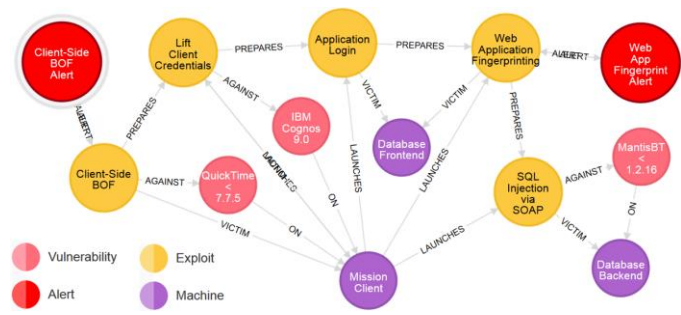 Client-Side
BOF
Alert
Lift
Client
Credentials
PREPARES
Application
Login
PREPARES
Web
Application
Fingerprinting
ALERT
Web
App
Fingerprint
Alert
ALERT
PREPARES
AGAINST
IBM
Cognos
9.0
VICTIM
Database
Frontend
VICTIM
PREPARES
Client-Side
BOF
AGAINST
QuickTime
<
7.7.5
LAUNCHES
LAUNCHES
LAUNCHES
SQL
Injection
via
SOAP
AGAINST
MantisBT
<
1.2.16
ON
ON
ON
VICTIM
LAUNCHES
VICTIM
Mission
Client
Database
Backend
Vulnerability
Exploit
Alert
Machine